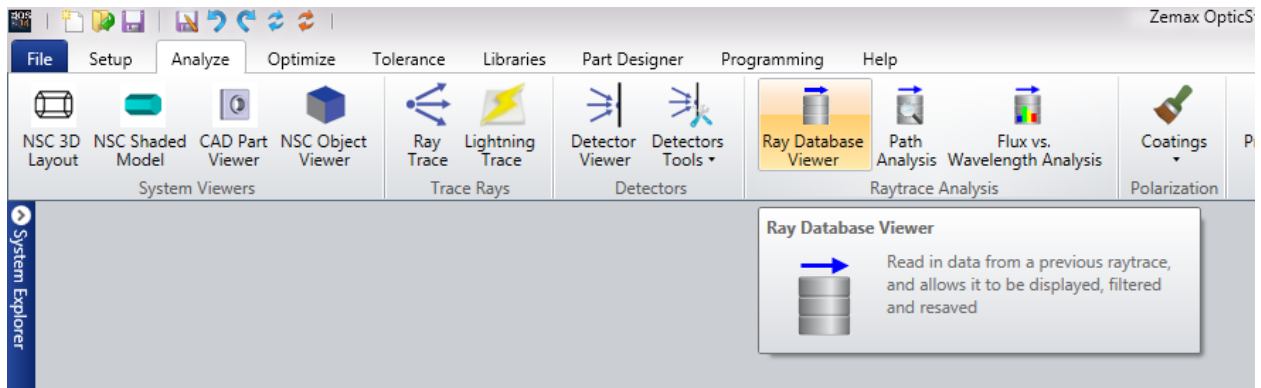 Zemax OpticS
File Setup Analyze Optimize Tolerance Libraries Part Designer Programming Help
NSC 3D NSC Shaded CAD Part NSC Object Ray Lightning Detector Detectors Ray Database Path Flux vs. Coatings
Layout Model Viewer Viewer Trace Trace Viewer Tools Viewer Analysis Wavelength Analysis
System Viewers Trace Rays Detectors Raytrace Analysis Polarization
System Explorer
Ray Database Viewer
Read in data from a previous raytrace,
and allows it to be displayed, filtered
and resaved